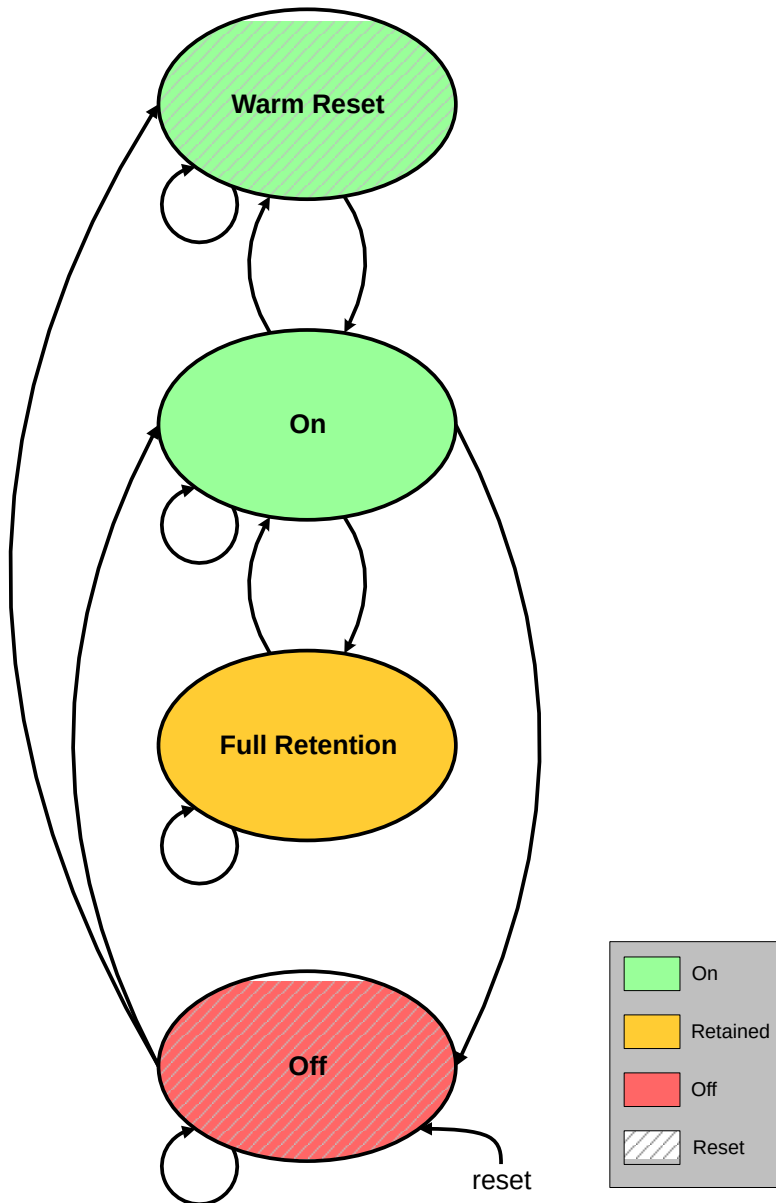 Warm Reset
On
Full Retention
Off
reset
On
Retained
Off
Reset